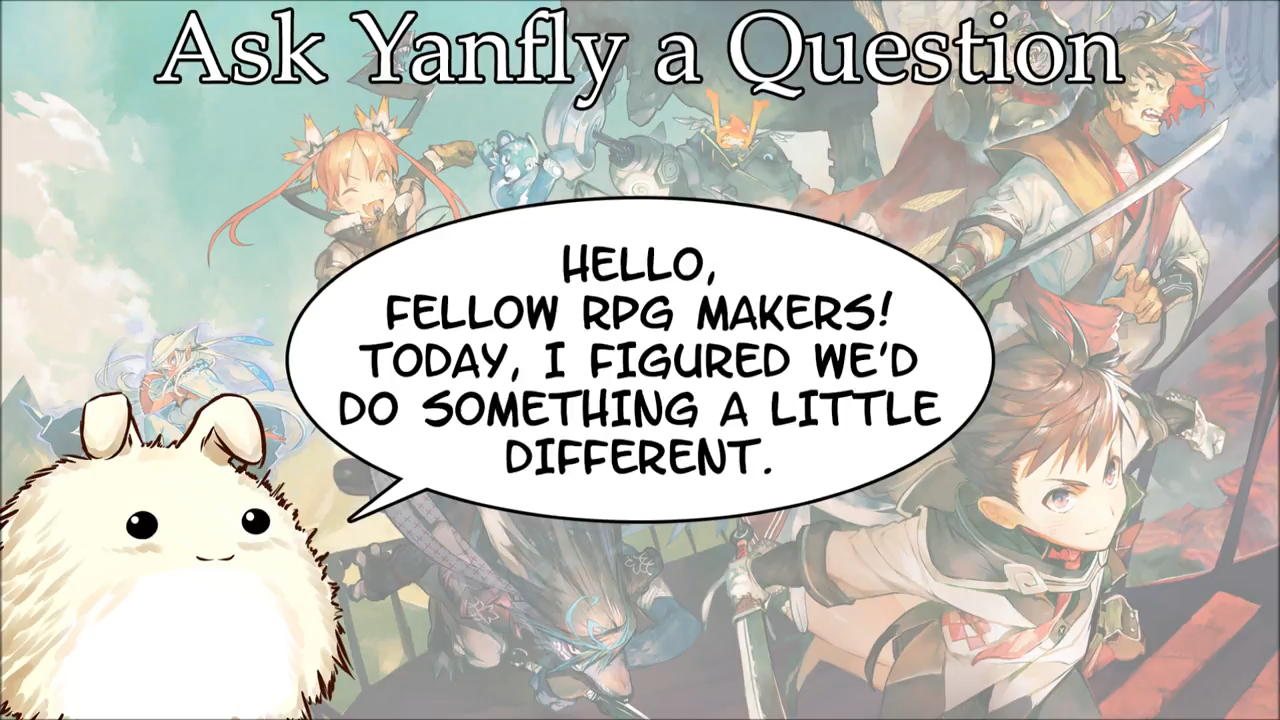 Ask Yanfly a Question
HELLO,
FELLOW RPG MAKERS!
TODAY, I FIGURED WE'D
DO SOMETHING A LITTLE
DIFFERENT.